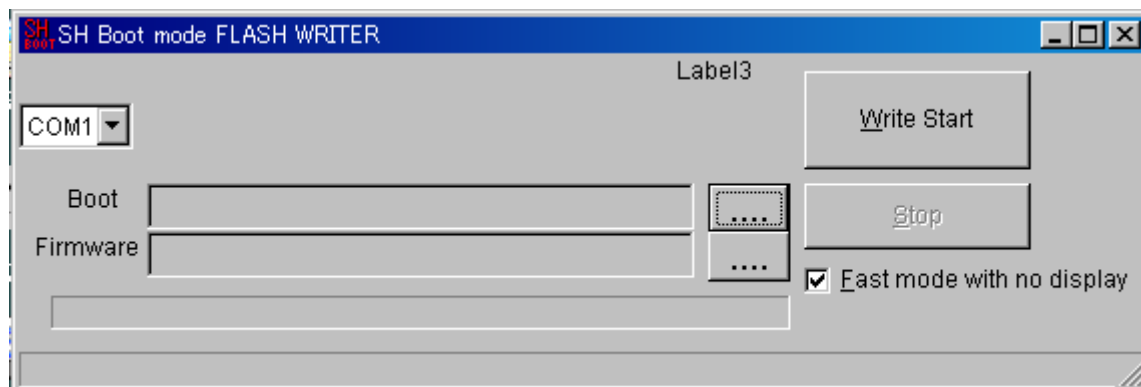 SH BOOT SH Boot mode FLASH WRITER
Label3
COM1
Write Start
Boot
....
Stop
Firmware
....
Fast mode with no display